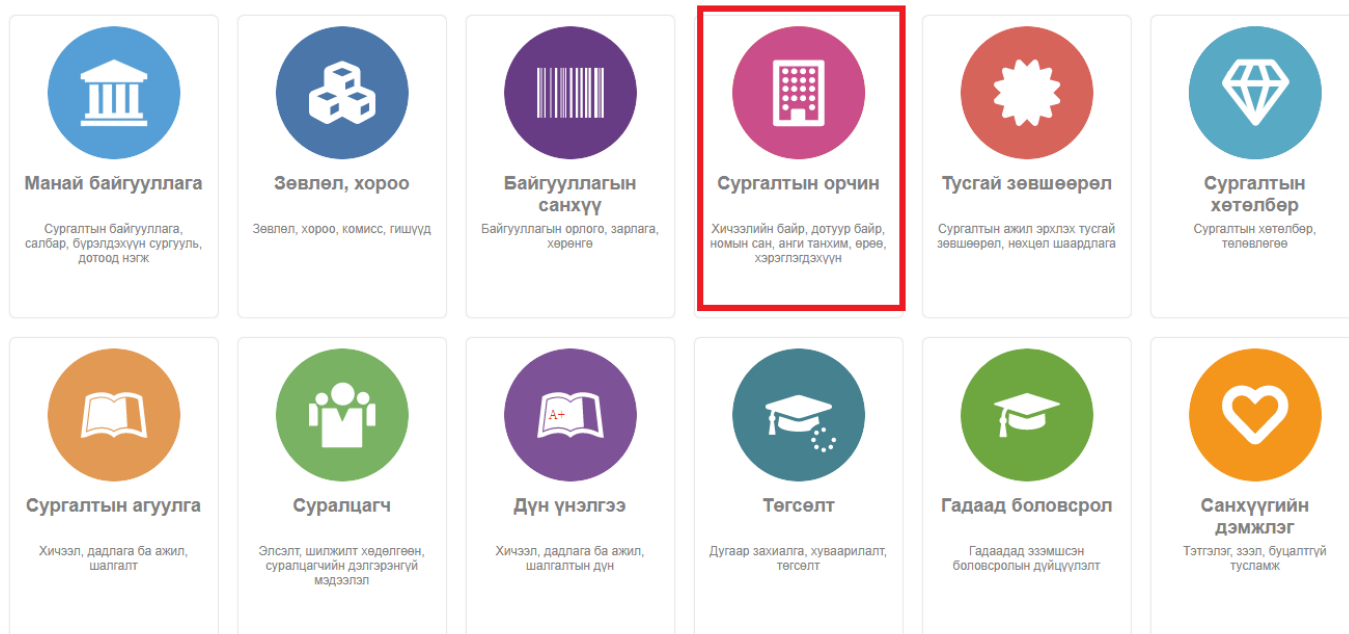 Манай байгууллага
Сургалтын байгууллага,
салбар, бүрэлдэхүүн сургууль,
дотоод нэгж
Зөвлөл, хороо
Зөвлөл, хороо, комисс, гишүүд
Байгууллагын
санхүү
Байгууллагын орлого, зарлага,
хөрөнгө
Сургалтын орчин
Хичээлийн байр, дотуур байр,
номын сан, анги танхим, өрөө,
хэрэглэгдэхүүн
Тусгай зөвшөөрөл
Сургалтын ажил эрхлэх тусгай
зөвшөөрөл, нөхцөл шаардлага
Сургалтын
хөтөлбөр
Сургалтын хөтөлбөр,
төлөвлөгөө
Сургалтын агуулга
Хичээл, дадлага ба ажил,
шалгалт
Суралцагч
Элсэлт, шилжилт хөдөлгөөн,
суралцагчийн дэлгэрэнгүй
мэдээлэл
A+
Дүн үнэлгээ
Хичээл, дадлага ба ажил,
шалгалтын дүн
Төгсөлт
Дугаар захиалга, хуваарилалт,
төгсөлт
Гадаад боловсрол
Гадаадад эзэмшсэн
боловсролын дүйцүүлэлт
Санхүүгийн
дэмжлэг
Тэтгэлэг, зээл, буцалтгүй
тусламж